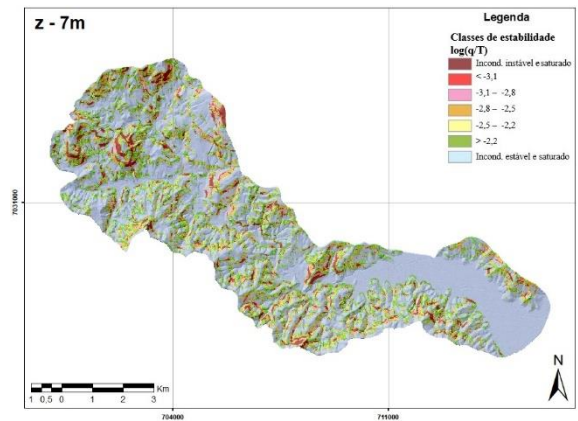 z - 7m
Legenda
Classes de estabilidade
log(q/T)
Incond. instável e saturado
< -3,1
-3,1 – -2,8
-2,8 – -2,5
-2,5 – -2,2
> -2,2
Incond. estável e saturado
7031000
7031000
N
Km
1 0,5 0 1 2 3
704000
711000